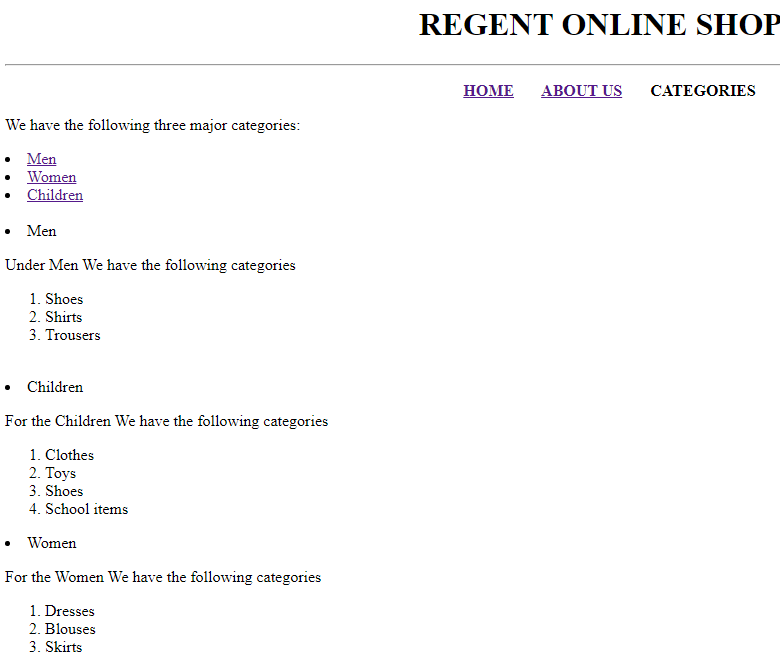 REGENT ONLINE SHOP
HOME ABOUT US CATEGORIES
We have the following three major categories:
• Men
• Women
• Children
• Men
Under Men We have the following categories
1. Shoes
2. Shirts
3. Trousers
• Children
For the Children We have the following categories
1. Clothes
2. Toys
3. Shoes
4. School items
• Women
For the Women We have the following categories
1. Dresses
2. Blouses
3. Skirts